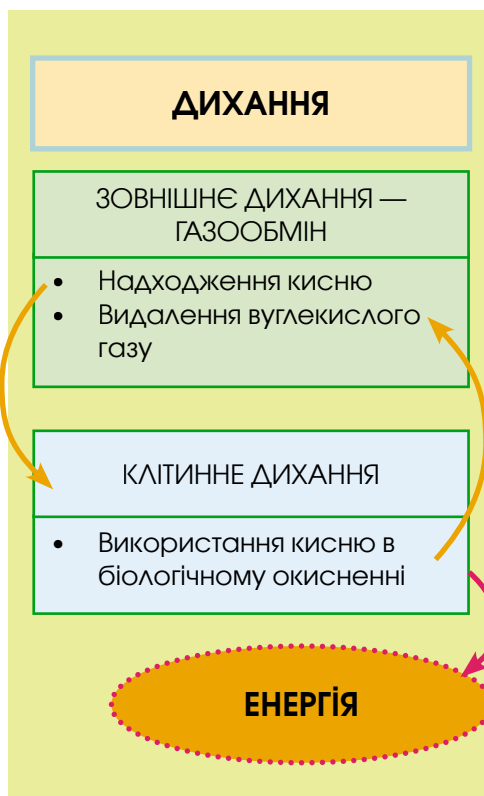 ДИХАННЯ
ЗОВНІШНЄ ДИХАННЯ —
ГАЗООБМІН
• Надходження кисню
• Видалення вуглекислого
газу
КЛІТИННЕ ДИХАННЯ
• Використання кисню в
біологічному окисненні
ЕНЕРГІЯ